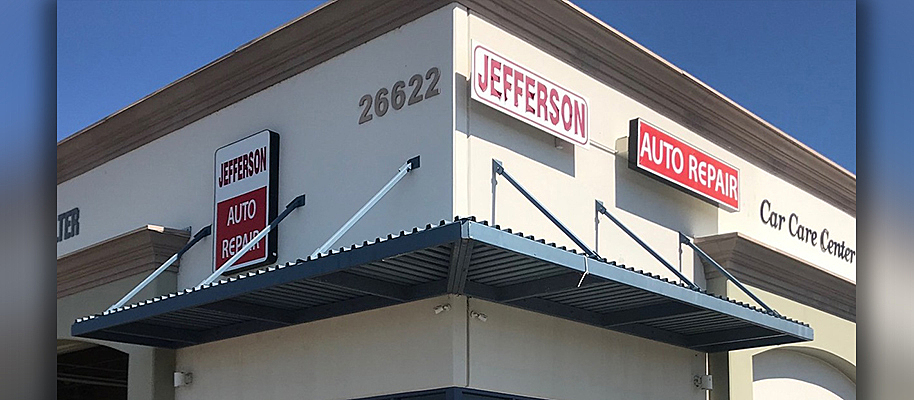 26622
JEFFERSON
AUTO
REPAIR
JEFFERSON
AUTO REPAIR
Car Care Center